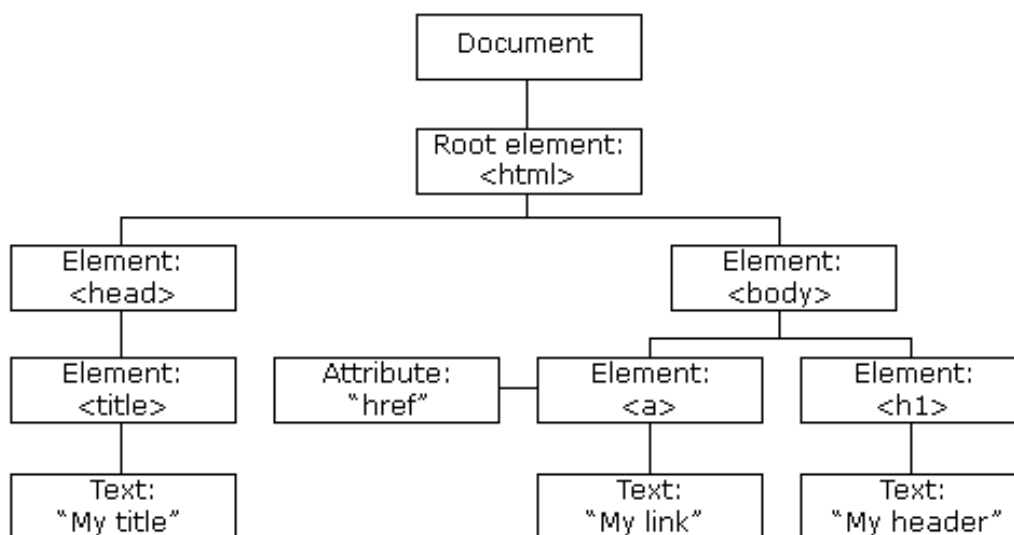 Document
Root element:
<html>
Element:
<head>
Element:
<body>
Element:
<title>
Attribute:
“href”
Element:
<a>
Element:
<h1>
Text:
“My title”
Text:
“My link”
Text:
“My header”